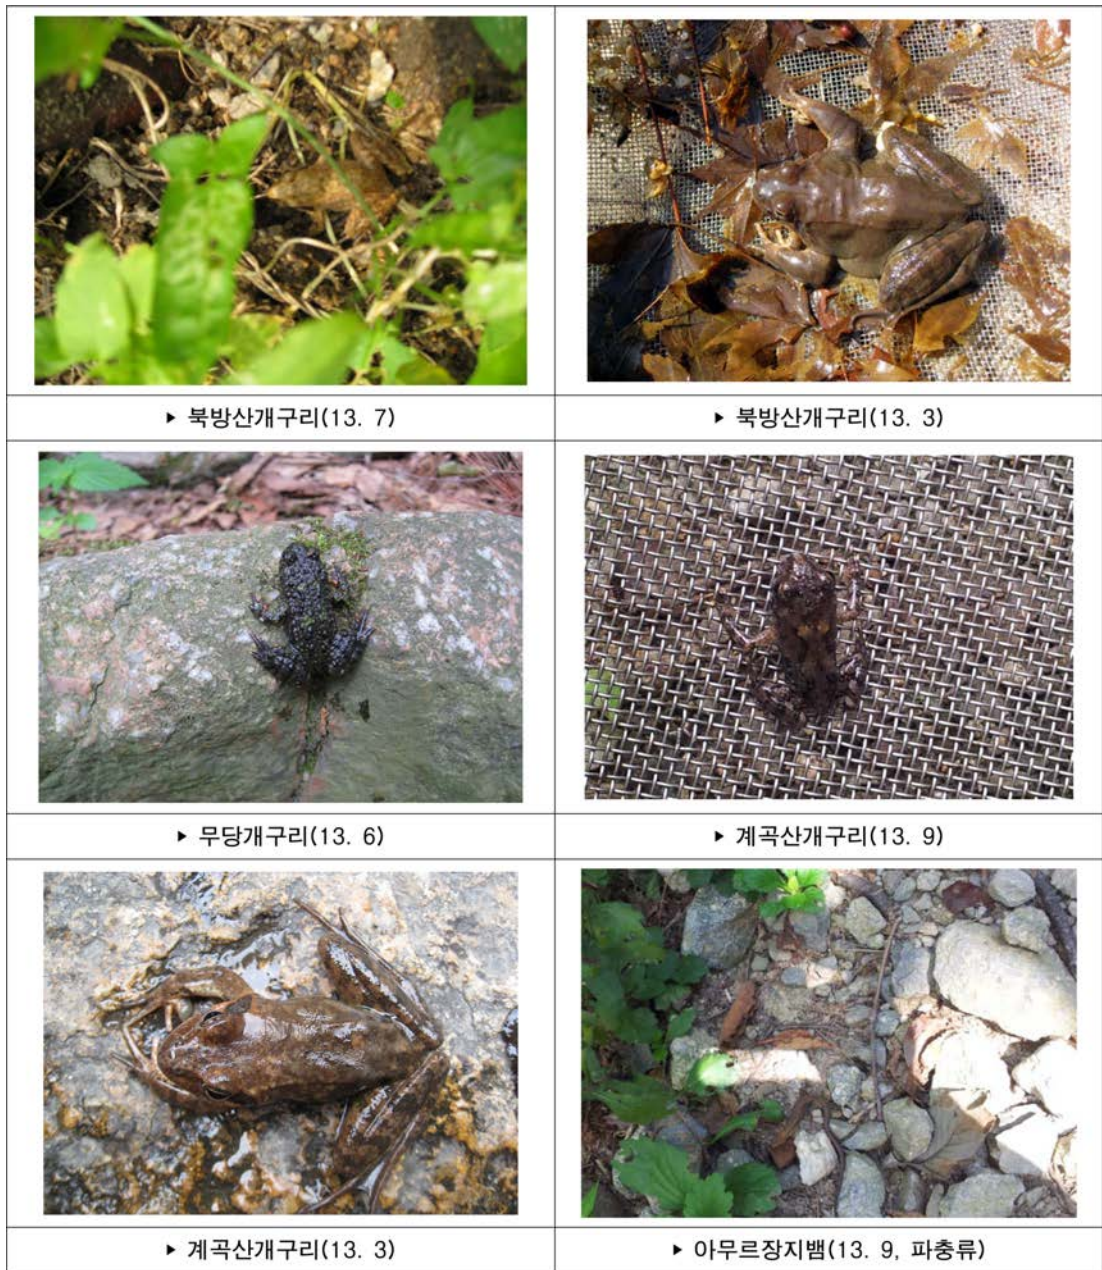 ▶ 북방산개구리(13. 7)
▶ 북방산개구리(13. 3)
▶ 무당개구리(13. 6)
▶ 계곡산개구리(13. 9)
▶ 계곡산개구리(13. 3)
▶ 아무르장지뱀(13. 9, 파충류)